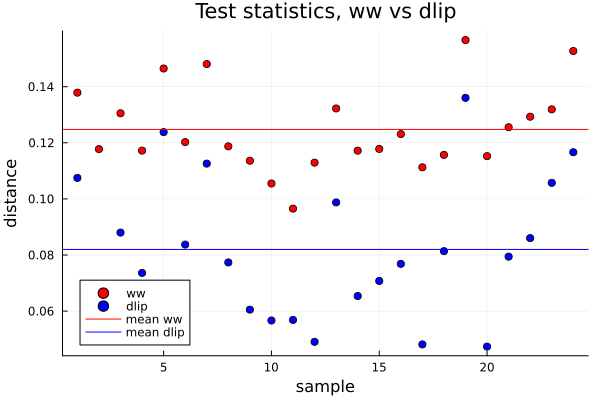 Test statistics, ww vs dlip
distance
0.14
0.12
0.10
0.08
0.06
ww
dlip
mean ww
mean dlip
5
10
15
20
sample